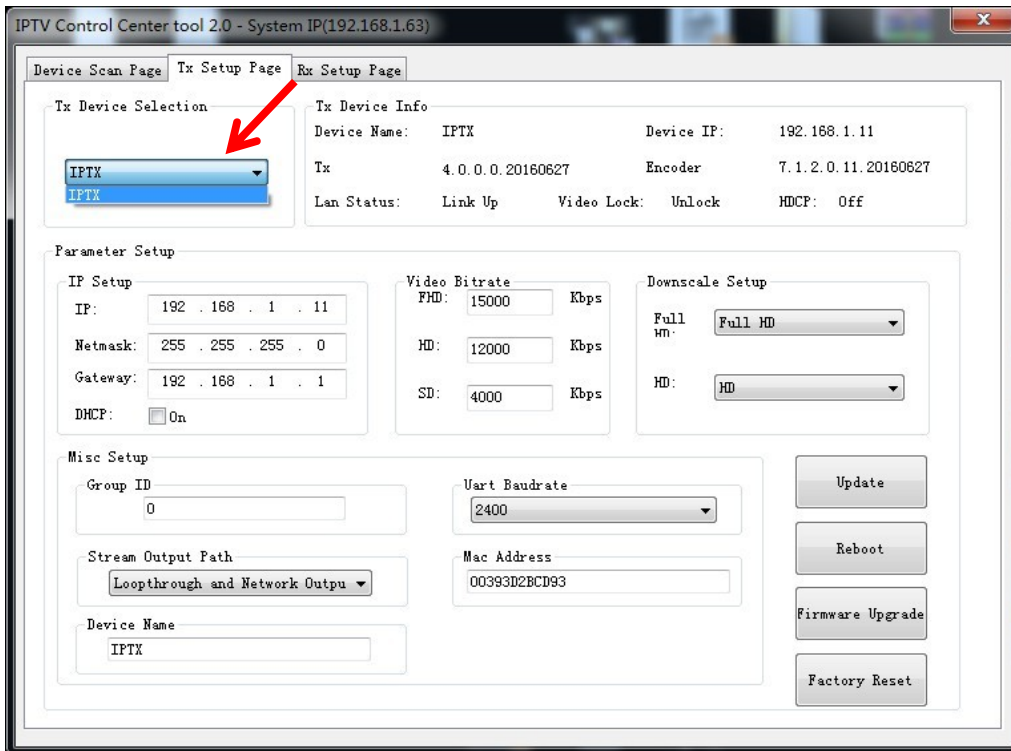 IPTV Control Center tool 2.0 - System IP(192.168.1.63)
Device Scan Page Tx Setup Page Rx Setup Page
Tx Device Selection
IPTX
IPTX
Tx Device Info
Device Name: IPTX Device IP: 192.168.1.11
Tx 4.0.0.0.20160627 Encoder 7.1.2.0.11.20160627
Lan Status: Link Up Video Lock: Unlock HDCP: Off
Parameter Setup
IP Setup
IP: 192 . 168 . 1 . 11
Netmask: 255 . 255 . 255 . 0
Gateway: 192 . 168 . 1 . 1
DHCP: On
Video Bitrate
FHD: 15000 Kbps
HD: 12000 Kbps
SD: 4000 Kbps
Downscale Setup
Full
Full HD
HD: HD
Misc Setup
Group ID
0
Uart Baudrate
2400
Stream Output Path
Loopthrough and Network Outpu
Mac Address
00393D2BCD93
Device Name
IPTX
Update
Reboot
Firmware Upgrade
Factory Reset